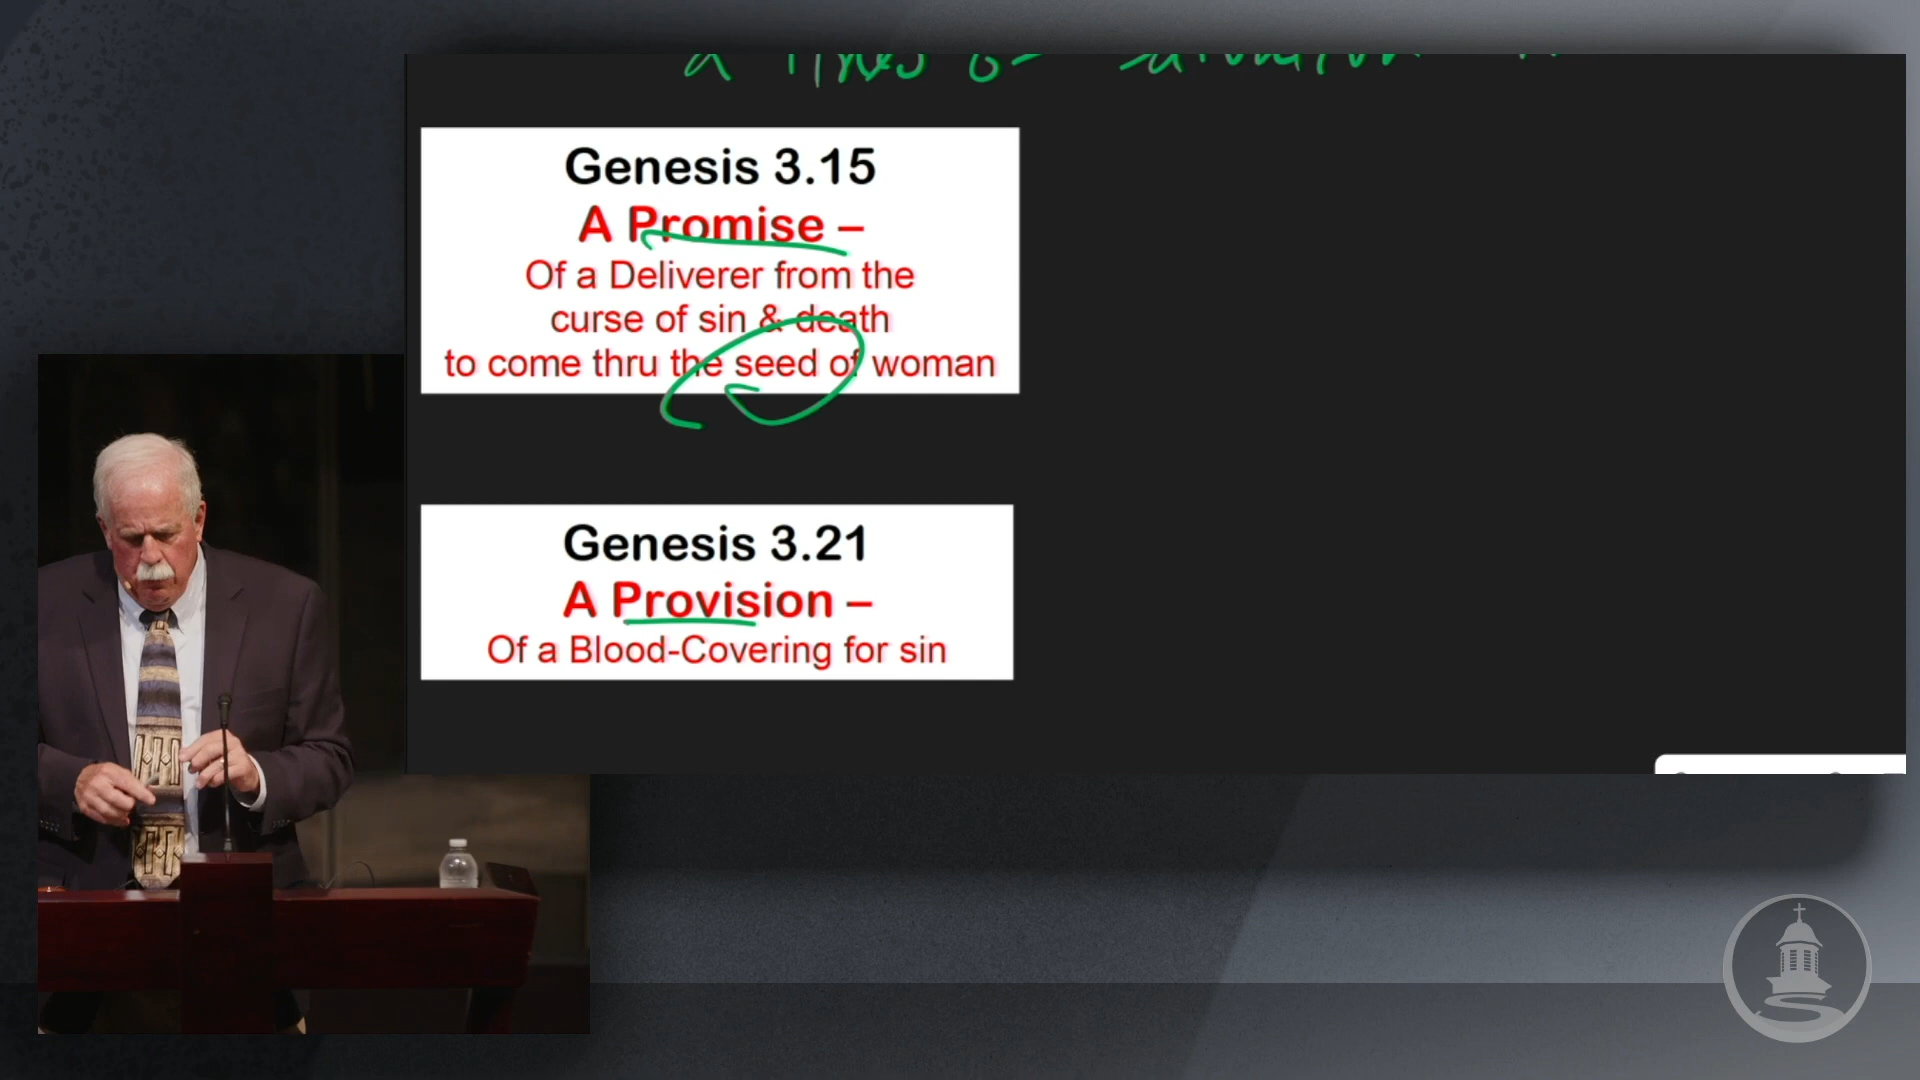 Genesis 3.15
A Promise –
Of a Deliverer from the
curse of sin & death
to come thru the seed of woman
Genesis 3.21
A Provision –
Of a Blood-Covering for sin